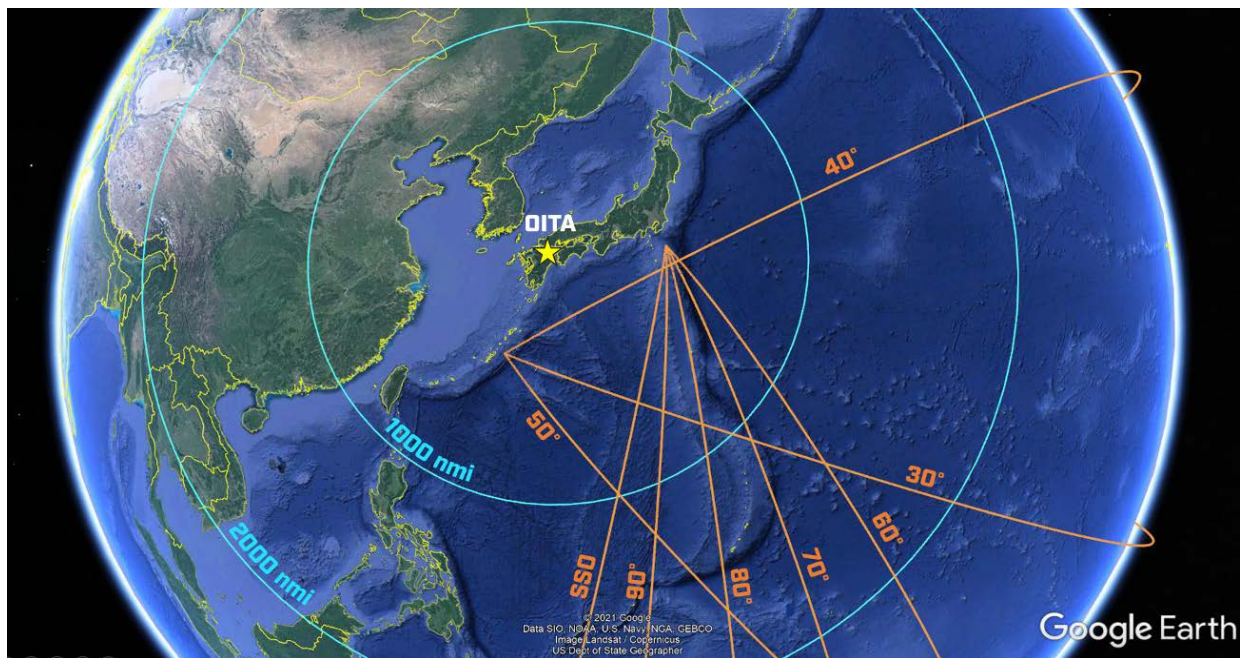 40°
OITA
1000 nmi
50°
30°
2000 nmi
60°
SSO
90°
80°
70°
© 2021 Google
Data SIO, NOAA, U.S. Navy, NGA, GEBCO
Image Landsat / Copernicus
US Dept of State Geographer
Google Earth